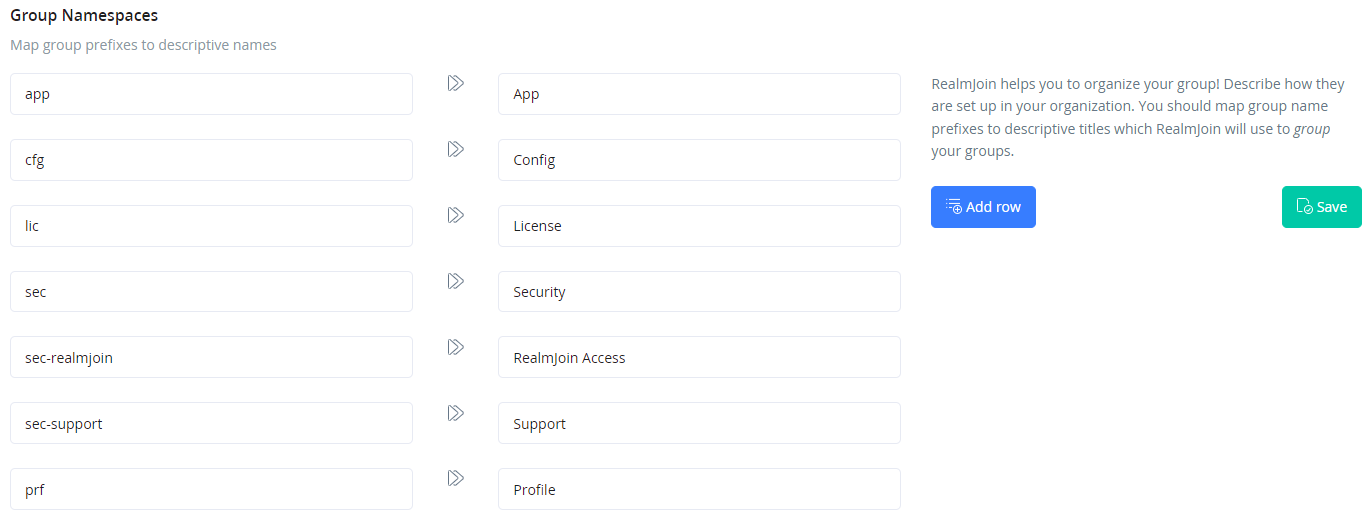 Group Namespaces
Map group prefixes to descriptive names
app
App
cfg
Config
lic
License
sec
Security
sec-realmjoin
RealmJoin Access
sec-support
Support
prf
Profile
RealmJoin helps you to organize your group! Describe how they
are set up in your organization. You should map group name
prefixes to descriptive titles which RealmJoin will use to group
your groups.
Add row
Save